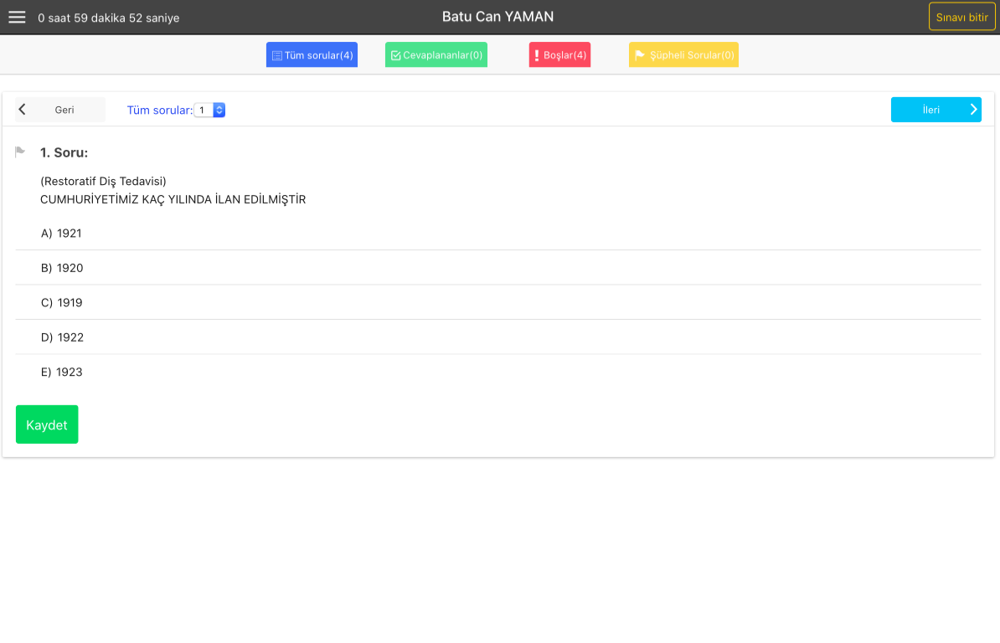 0 saat 59 dakika 52 saniye
Batu Can YAMAN
Sınavı bitir
Tüm sorular(4)
Cevaplananlar(0)
Boşlar(4)
Şüpheli Sorular(0)
Geri
Tüm sorular: 1
İleri
1. Soru:
(Restoratif Diş Tedavisi)
CUMHURİYETİMİZ KAÇ YILINDA İLAN EDİLMİŞTİR
A) 1921
B) 1920
C) 1919
D) 1922
E) 1923
Kaydet